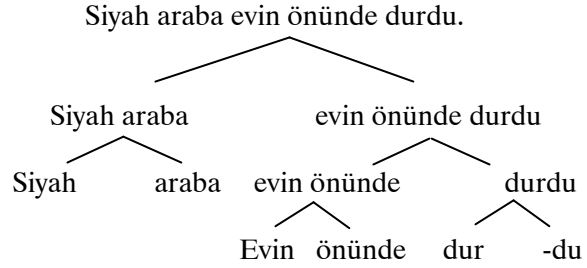 Siyah araba evin önünde durdu.
Siyah araba evin önünde durdu
Siyah araba evin önünde durdu
Evin önünde dur -du